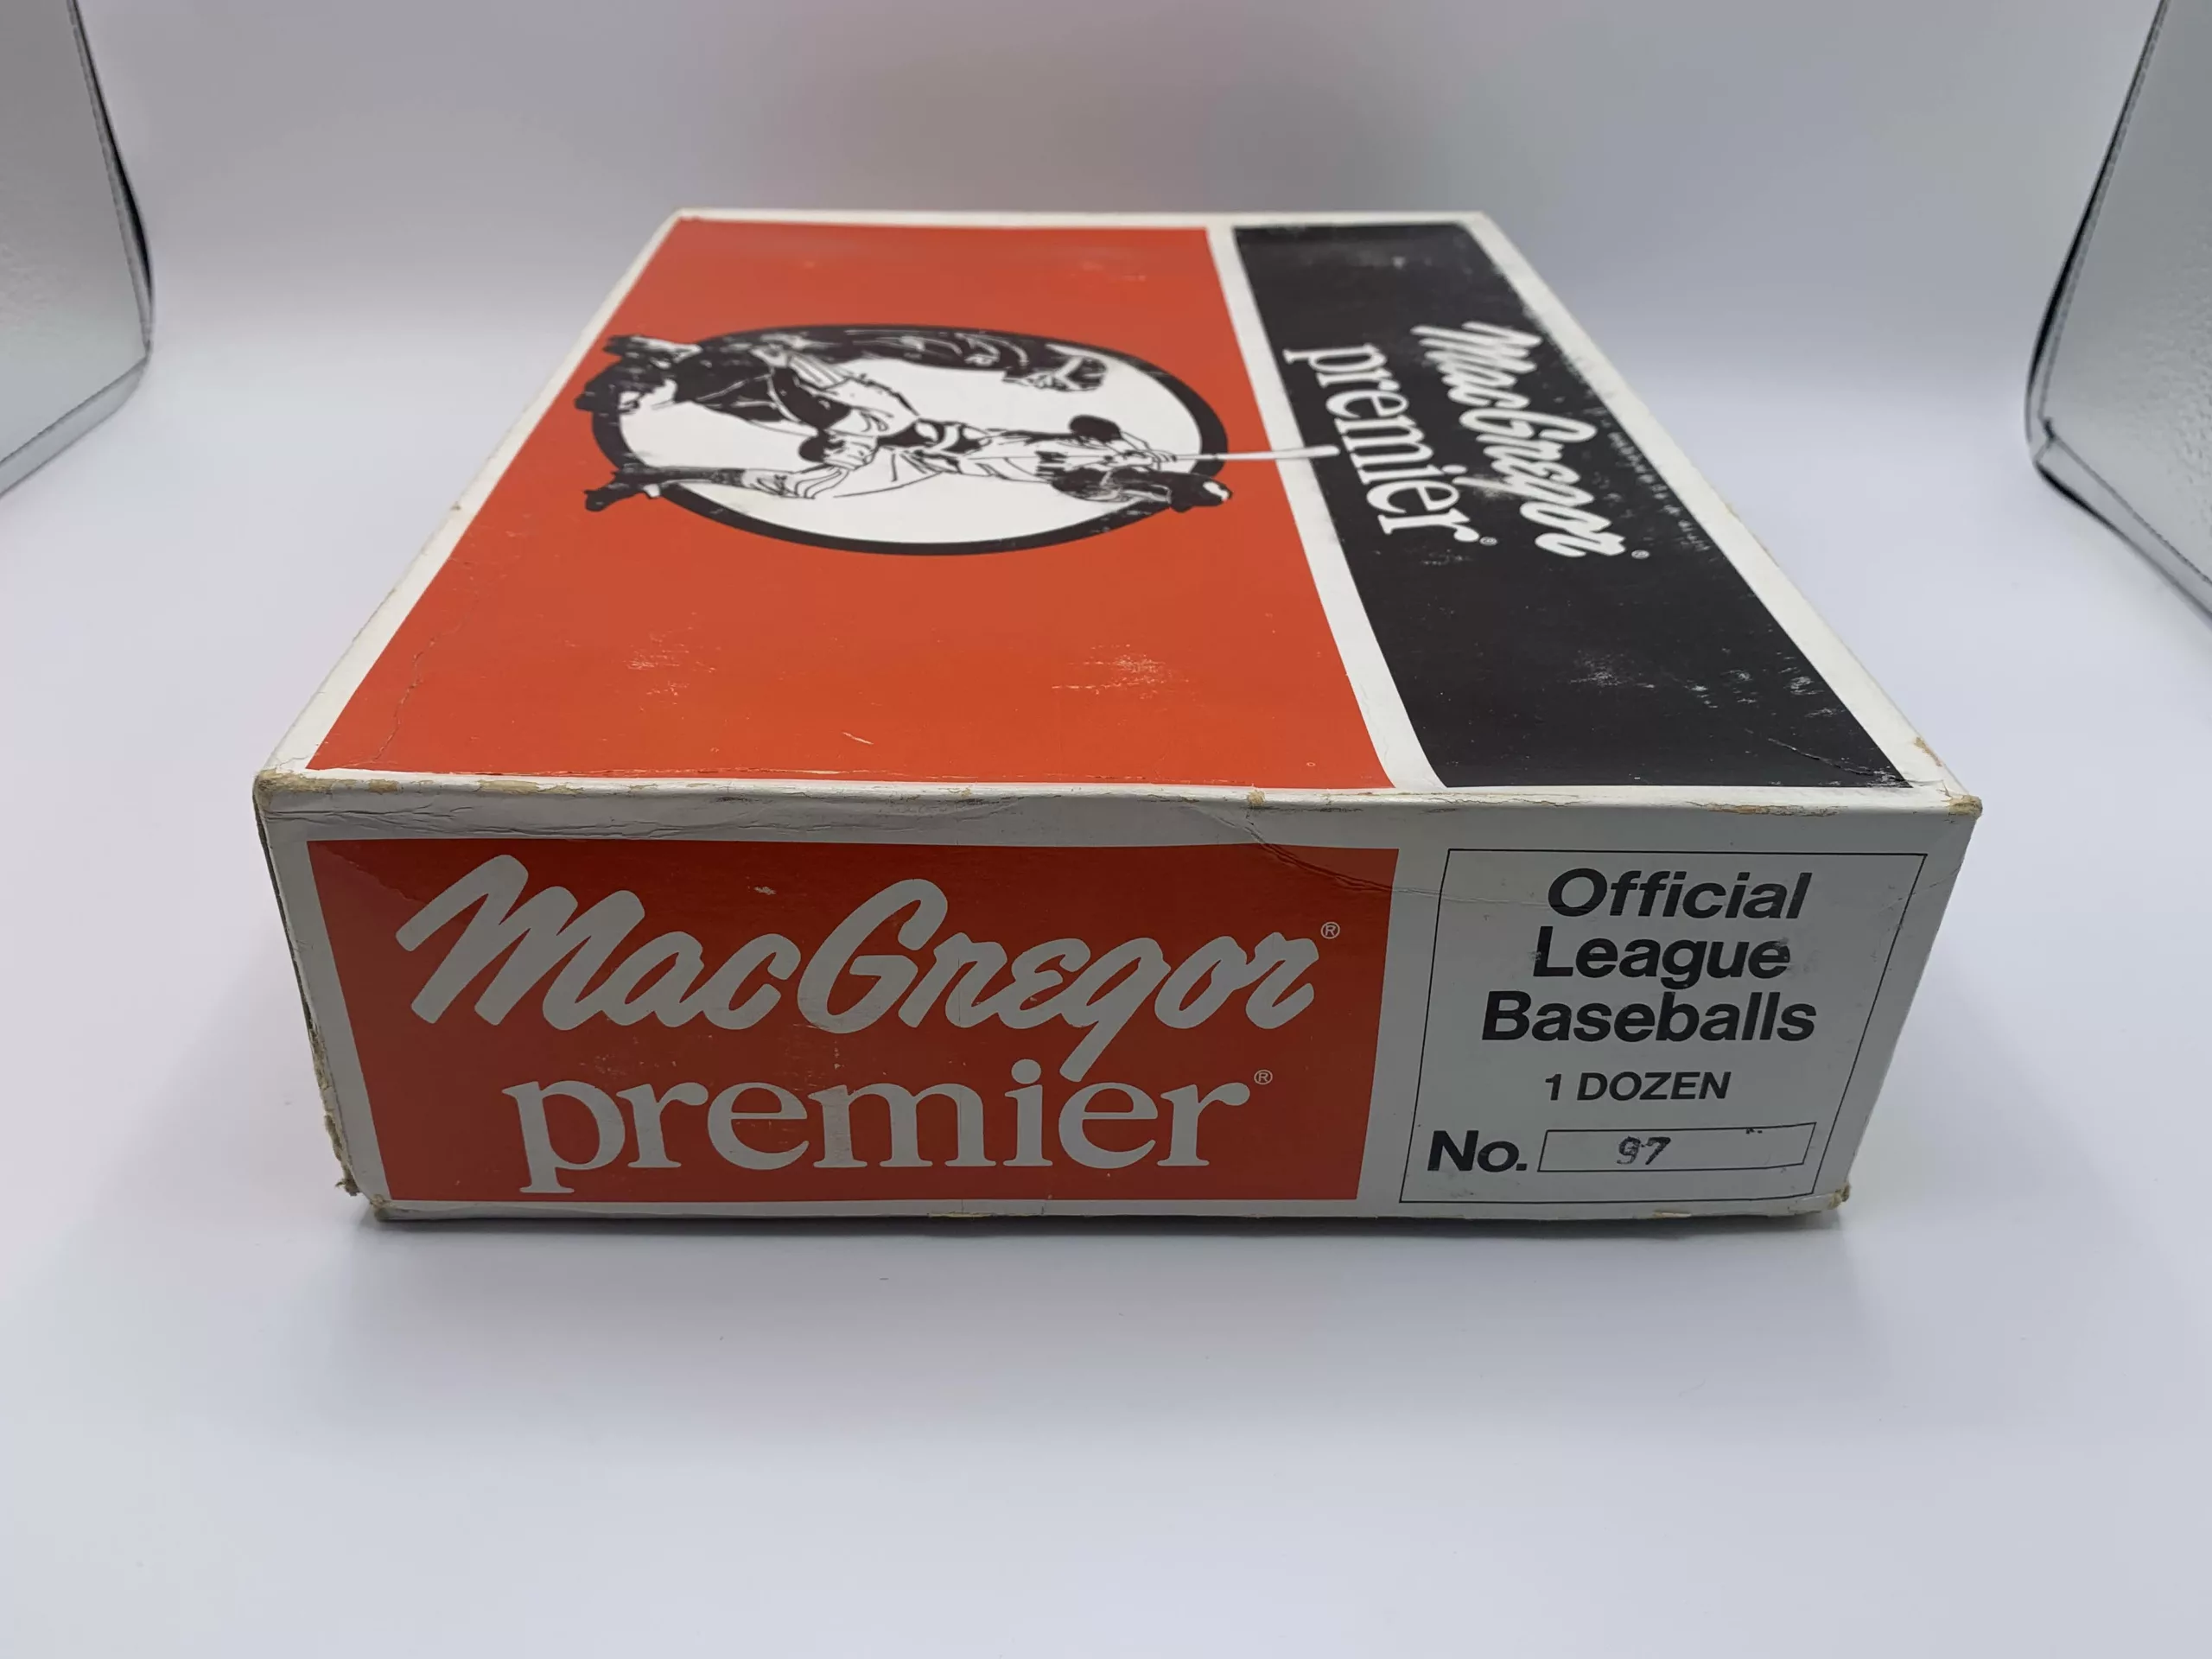 MacGregor®
premier®
MacGregor®
premier®
Official
League
Baseballs
1 DOZEN
No. 97